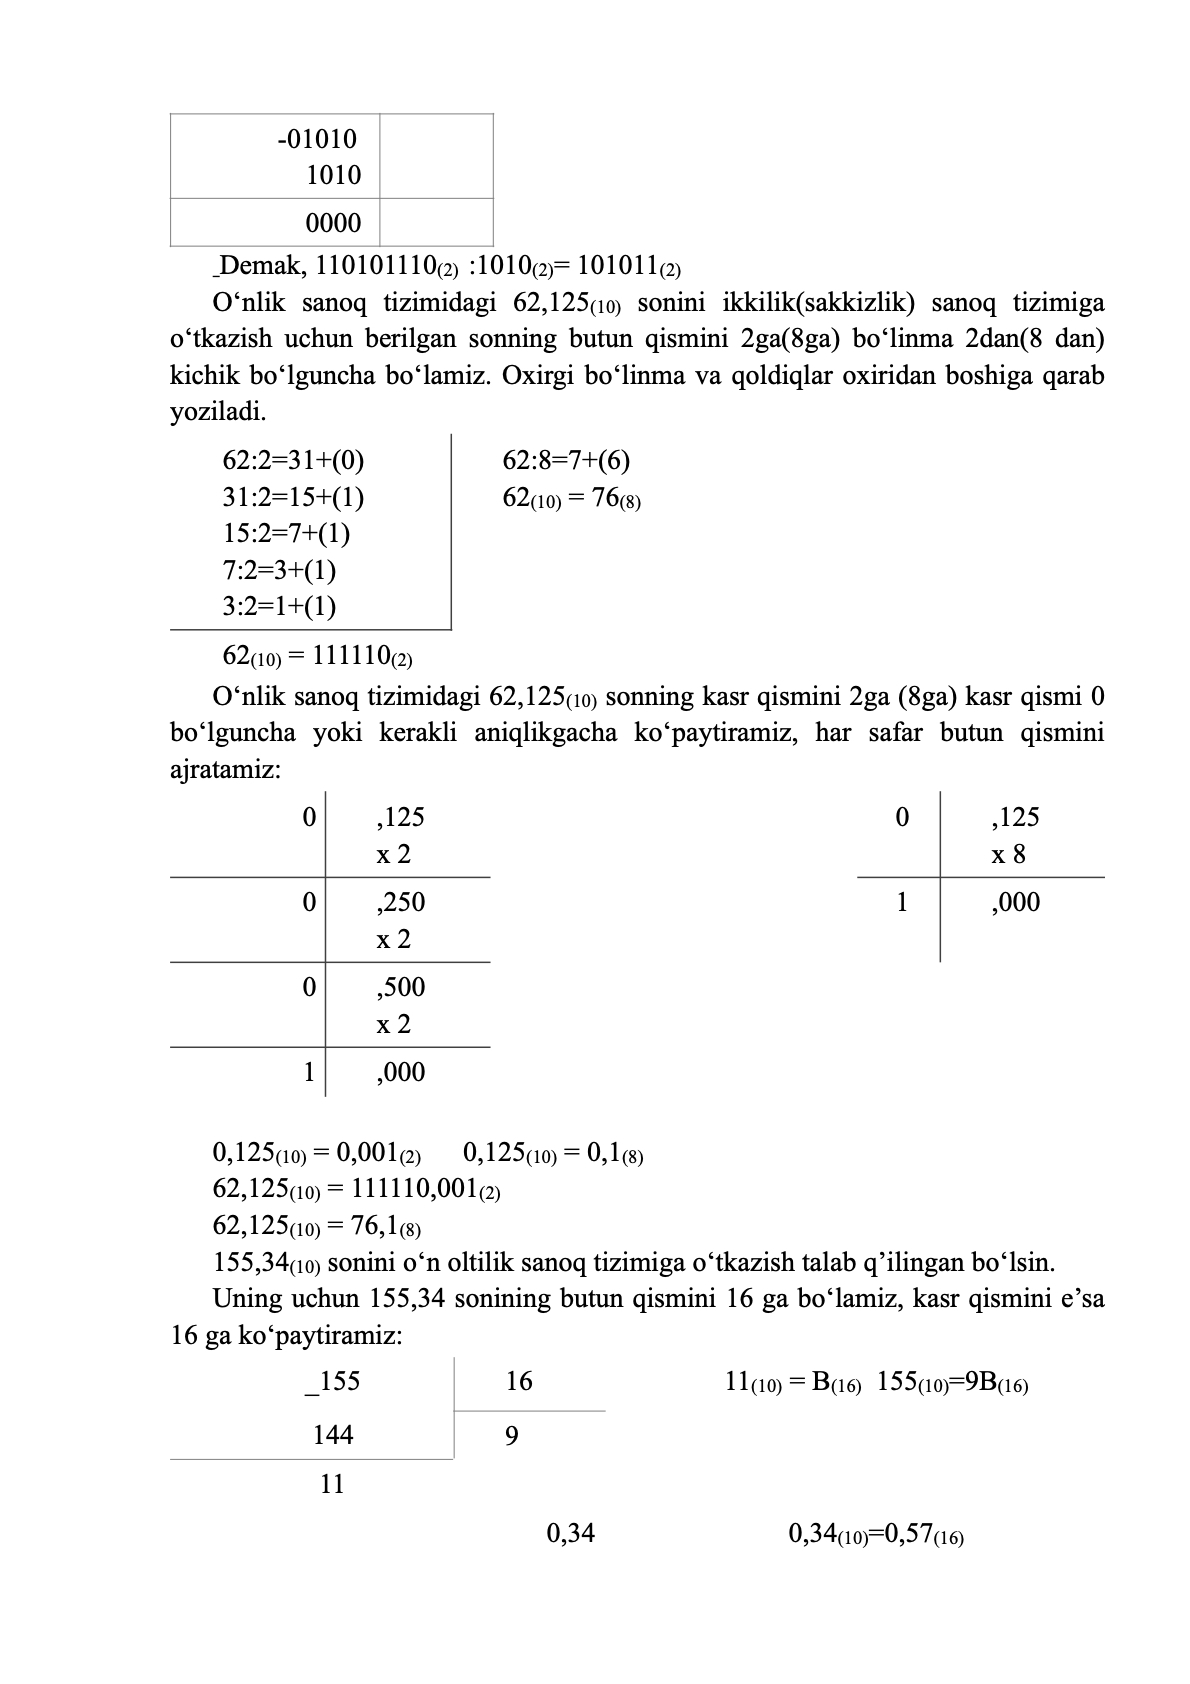 -01010
1010
0000
_Demak, 110101110(2) :1010(2)= 101011(2)
O‘nlik sanoq tizimidagi 62,125(10) sonini ikkilik(sakkizlik) sanoq tizimiga
o‘tkazish uchun berilgan sonning butun qismini 2ga(8ga) bo‘linma 2dan(8 dan)
kichik bo‘lguncha bo‘lamiz. Oxirgi bo‘linma va qoldiqlar oxiridan boshiga qarab
yoziladi.
62:2=31+(0) 62:8=7+(6)
31:2=15+(1) 62(10) = 76(8)
15:2=7+(1)
7:2=3+(1)
3:2=1+(1)
62(10) = 111110(2)
O‘nlik sanoq tizimidagi 62,125(10) sonning kasr qismini 2ga (8ga) kasr qismi 0
bo‘lguncha yoki kerakli aniqlikgacha ko‘paytiramiz, har safar butun qismini
ajratamiz:
0 ,125 0 ,125
x 2 x 8
0 ,250 1 ,000
x 2
0 ,500
x 2
1 ,000
0,125(10) = 0,001(2) 0,125(10) = 0,1(8)
62,125(10) = 111110,001(2)
62,125(10) = 76,1(8)
155,34(10) sonini o‘n oltilik sanoq tizimiga o‘tkazish talab q’ilingan bo‘lsin.
Uning uchun 155,34 sonining butun qismini 16 ga bo‘lamiz, kasr qismini e’sa
16 ga ko‘paytiramiz:
_155 16 11(10) = B(16) 155(10)=9B(16)
144 9
11
0,34 0,34(10)=0,57(16)